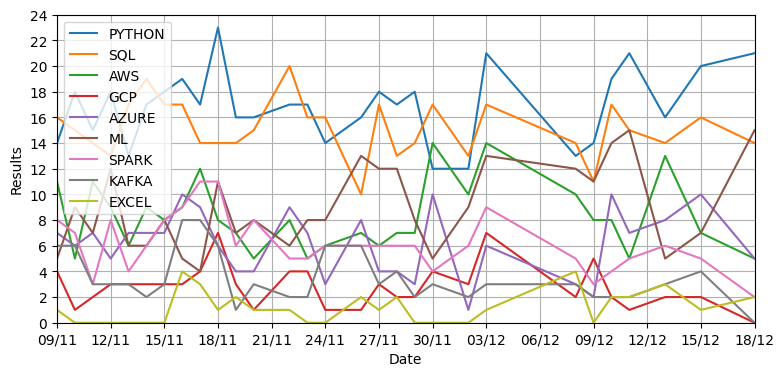 24
22
20
18
16
14
12
10
8
6
4
2
0
Results
PYTHON
SQL
AWS
GCP
AZURE
ML
SPARK
KAFKA
EXCEL
09/11 12/11 15/11 18/11 21/11 24/11 27/11 30/11 03/12 06/12 09/12 12/12 15/12 18/12
Date